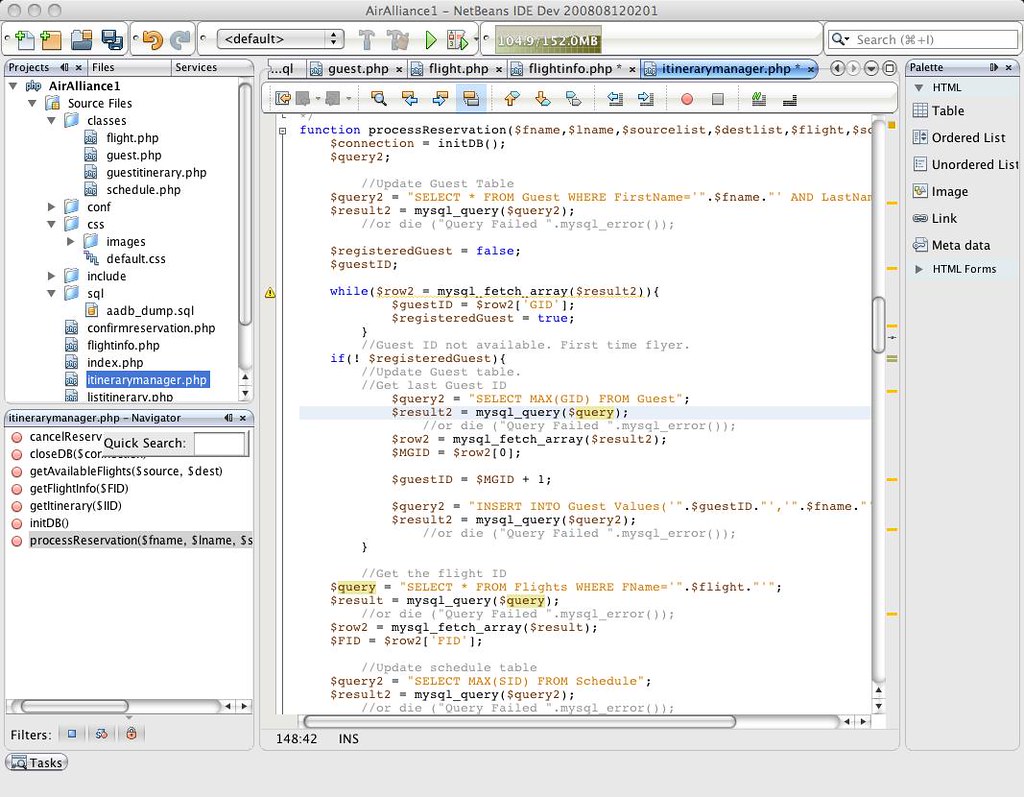 AirAlliance1 - NetBeans IDE Dev 200808120201
<default>
104.9/152.0MB
Search (⌘+I)
Projects
Files
Services
AirAlliance1
Source Files
classes
flight.php
guest.php
guestitinerary.php
schedule.php
conf
css
images
default.css
include
sql
aadb_dump.sql
confirmreservation.php
flightinfo.php
index.php
itinerarymanager.php
listitinerary.php
itinerarymanager.php - Navigator
Quick Search:
cancelReserv
closeDB($co
getAvailableFlights($source, $dest)
getFlightInfo($FID)
getItinerary($IID)
initDB()
processReservation($fname, $lname, $s
Filters:
Tasks
...ql
guest.php
flight.php
flightinfo.php *
itinerarymanager.php *
*/
function processReservation($fname,$lname,$sourcelist,$destlist,$flight,$sc
$connection = initDB();
$query2;
//Update Guest Table
$query2 = "SELECT * FROM Guest WHERE FirstName='".$fname."' AND LastNam
$result2 = mysql_query($query2);
//or die ("Query Failed ".mysql_error());
$registeredGuest = false;
$guestID;
while($row2 = mysql_fetch_array($result2)){
$guestID = $row2['GID'];
$registeredGuest = true;
}
//Guest ID not available. First time flyer.
if(! $registeredGuest){
//Update Guest table.
//Get last Guest ID
$query2 = "SELECT MAX(GID) FROM Guest";
$result2 = mysql_query($query);
//or die ("Query Failed ".mysql_error());
$row2 = mysql_fetch_array($result2);
$MGID = $row2[0];
$guestID = $MGID + 1;
$query2 = "INSERT INTO Guest Values('".$guestID."','".$fname."'
$result2 = mysql_query($query2);
//or die ("Query Failed ".mysql_error());
}
//Get the flight ID
$query = "SELECT * FROM Flights WHERE FName='".$flight."'";
$result = mysql_query($query);
//or die ("Query Failed ".mysql_error());
$row2 = mysql_fetch_array($result);
$FID = $row2['FID'];
//Update schedule table
$query2 = "SELECT MAX(SID) FROM Schedule";
$result2 = mysql_query($query2);
//or die ("Query Failed ".mysql_error());
148:42 INS
Palette
HTML
Table
Ordered List
Unordered List
Image
Link
Meta data
HTML Forms